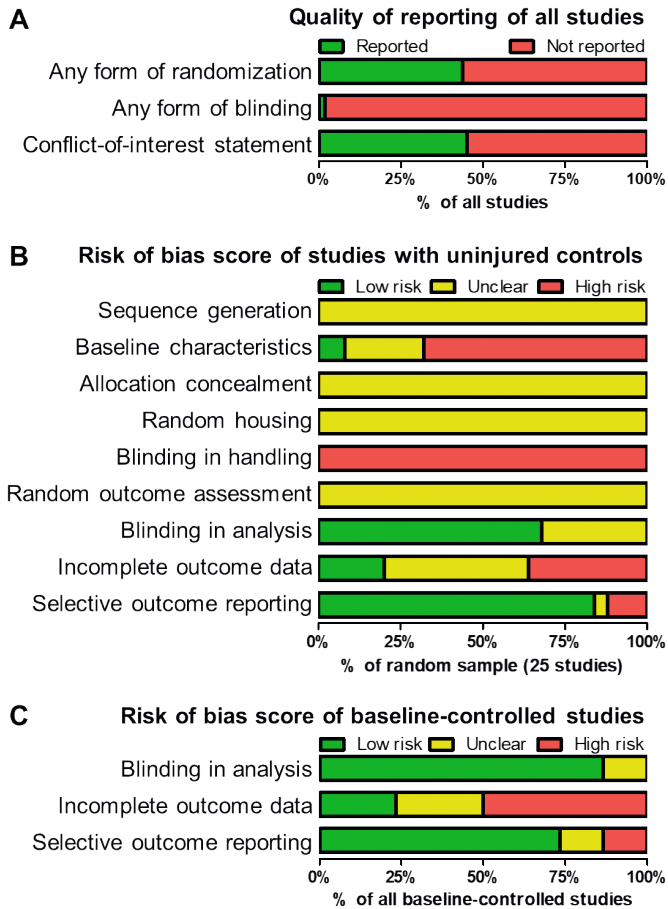 A
Quality of reporting of all studies
Reported Not reported
Any form of randomization
Any form of blinding
Conflict-of-interest statement
0% 25% 50% 75% 100%
% of all studies
B
Risk of bias score of studies with uninjured controls
Low risk Unclear High risk
Sequence generation
Baseline characteristics
Allocation concealment
Random housing
Blinding in handling
Random outcome assessment
Blinding in analysis
Incomplete outcome data
Selective outcome reporting
0% 25% 50% 75% 100%
% of random sample (25 studies)
C
Risk of bias score of baseline-controlled studies
Low risk Unclear High risk
Blinding in analysis
Incomplete outcome data
Selective outcome reporting
0% 25% 50% 75% 100%
% of all baseline-controlled studies